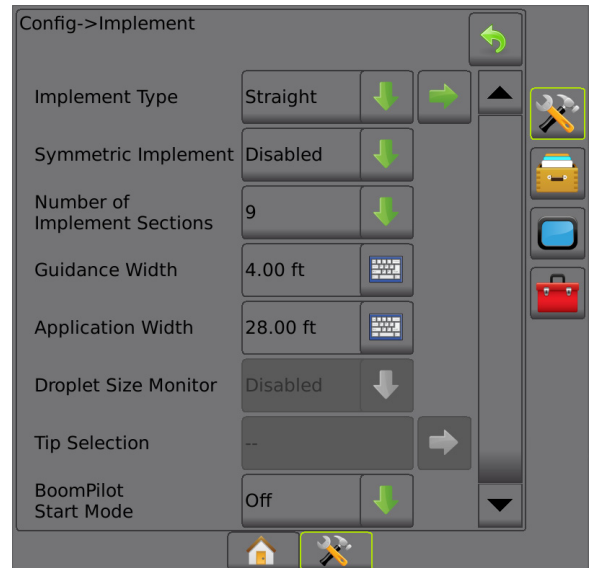 Config->Implement
Implement Type Straight
Symmetric Implement Disabled
Number of
Implement Sections 9
Guidance Width 4.00 ft
Application Width 28.00 ft
Droplet Size Monitor Disabled
Tip Selection --
BoomPilot
Start Mode Off